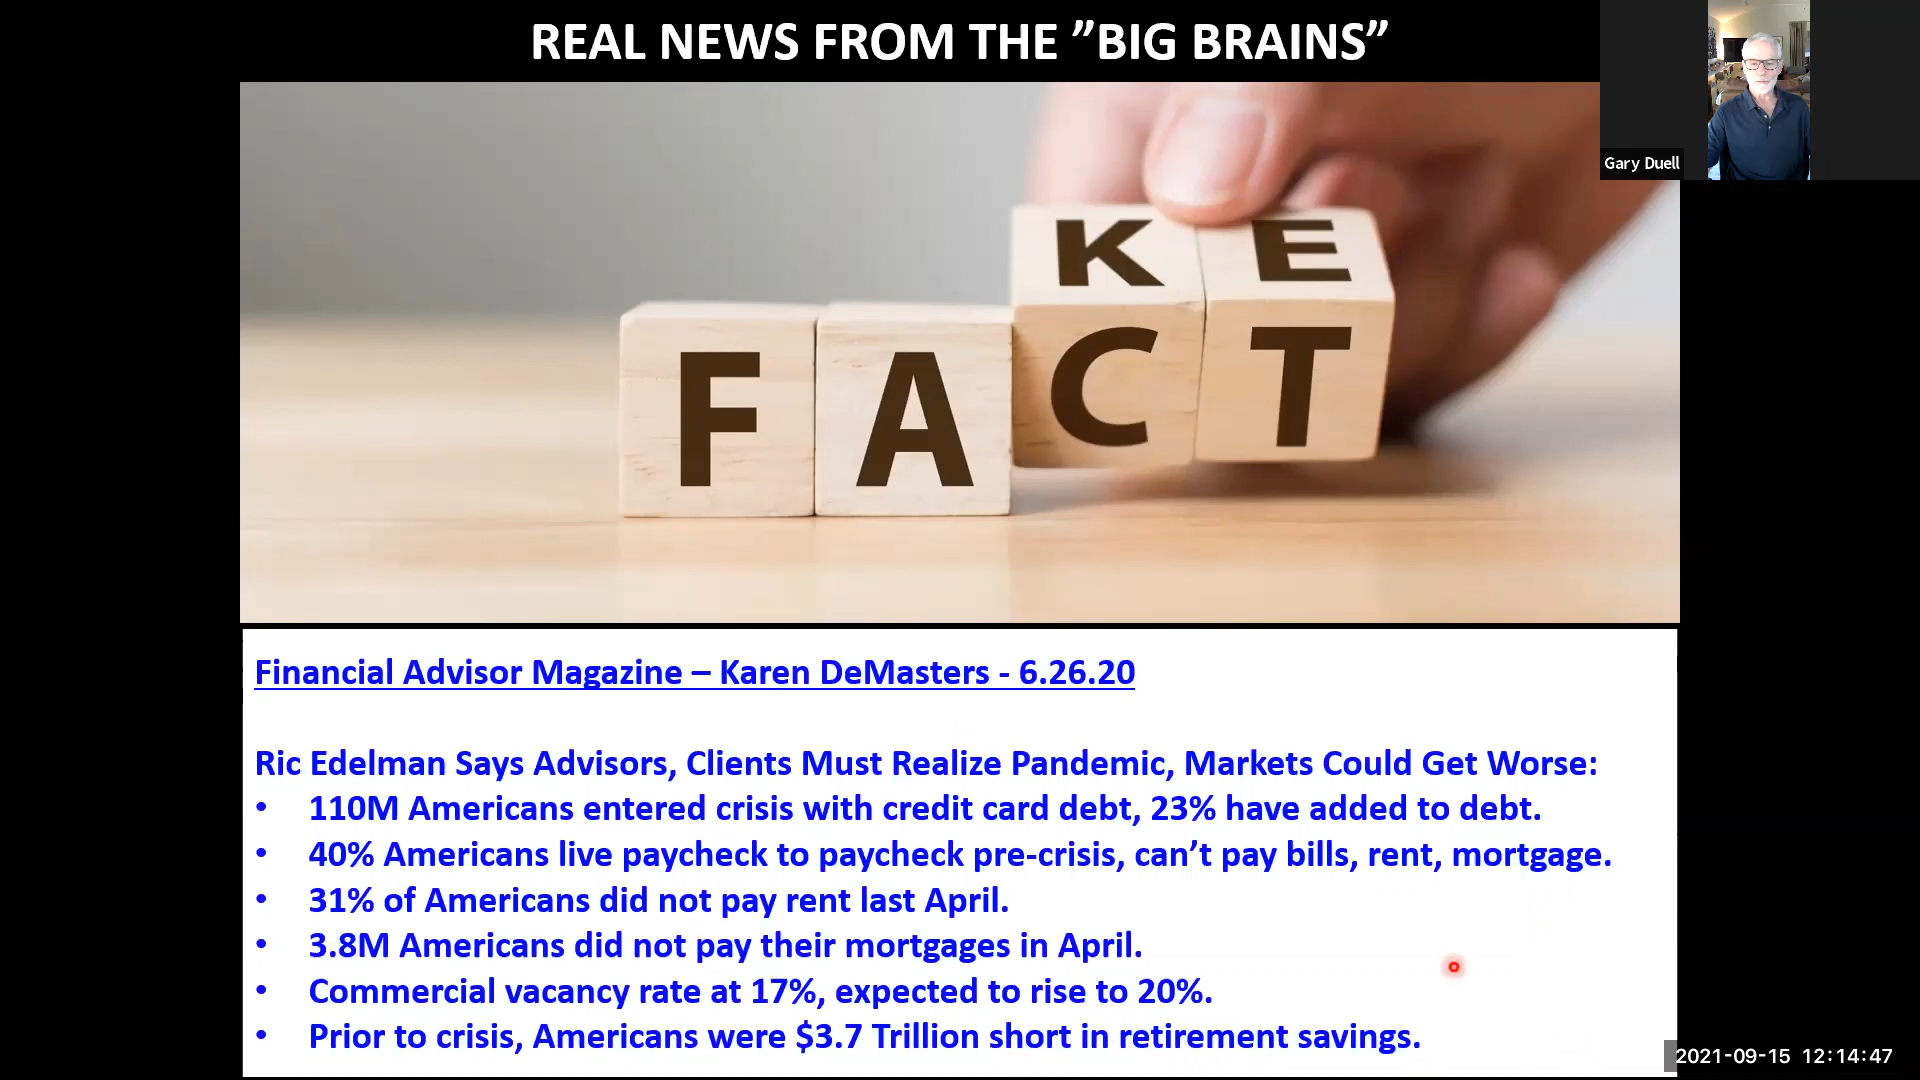 REAL NEWS FROM THE ”BIG BRAINS”
Gary Duell
K E
F A C T
Financial Advisor Magazine – Karen DeMasters - 6.26.20
Ric Edelman Says Advisors, Clients Must Realize Pandemic, Markets Could Get Worse:
• 110M Americans entered crisis with credit card debt, 23% have added to debt.
• 40% Americans live paycheck to paycheck pre-crisis, can’t pay bills, rent, mortgage.
• 31% of Americans did not pay rent last April.
• 3.8M Americans did not pay their mortgages in April.
• Commercial vacancy rate at 17%, expected to rise to 20%.
• Prior to crisis, Americans were $3.7 Trillion short in retirement savings.
2021-09-15 12:14:47